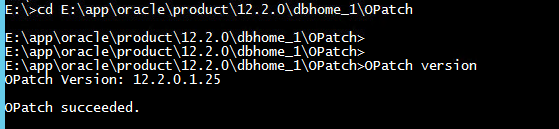 E:\>cd E:\app\oracle\product\12.2.0\dbhome_1\OPatch
E:\app\oracle\product\12.2.0\dbhome_1\OPatch>
E:\app\oracle\product\12.2.0\dbhome_1\OPatch>
E:\app\oracle\product\12.2.0\dbhome_1\OPatch>OPatch version
OPatch Version: 12.2.0.1.25
OPatch succeeded.